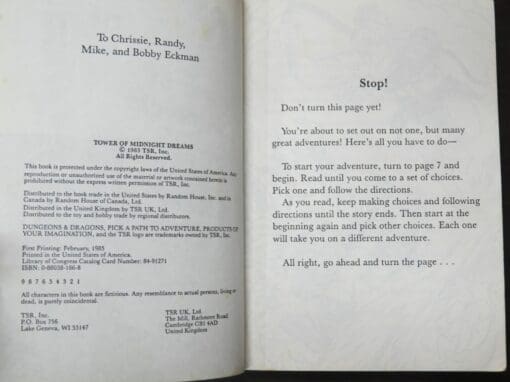 To Chrissie, Randy,
Mike, and Bobby Eckman
TOWER OF MIDNIGHT DREAMS
© 1985 TSR, Inc.
All Rights Reserved.
This book is protected under the copyright laws of the United States of America. Any
reproduction or unauthorized use of the material or artwork contained herein is
prohibited without the express written permission of TSR, Inc.
Distributed to the book trade in the United States by Random House, Inc. and in
Canada by Random House of Canada, Ltd.
Distributed in the United Kingdom by TSR UK, Ltd.
Distributed to the toy and hobby trade by regional distributors.
DUNGEONS & DRAGONS, PICK A PATH TO ADVENTURE, PRODUCTS OF
YOUR IMAGINATION, and the TSR logo are trademarks owned by TSR, Inc.
First Printing: February, 1985
Printed in the United States of America.
Library of Congress Catalog Card Number: 84-91271
ISBN: 0-88038-186-8
9 8 7 6 5 4 3 2 1
All characters in this book are fictitious. Any resemblance to actual persons, living or
dead, is purely coincidental.
TSR, Inc.
P.O. Box 756
Lake Geneva, WI 53147
TSR UK, Ltd.
The Mill, Rathmore Road
Cambridge CB1 4AD
United Kingdom
Stop!
Don't turn this page yet!
You're about to set out on not one, but many
great adventures! Here's all you have to do—
To start your adventure, turn to page 7 and
begin. Read until you come to a set of choices.
Pick one and follow the directions.
As you read, keep making choices and following
directions until the story ends. Then start at the
beginning again and pick other choices. Each one
will take you on a different adventure.
All right, go ahead and turn the page . . .